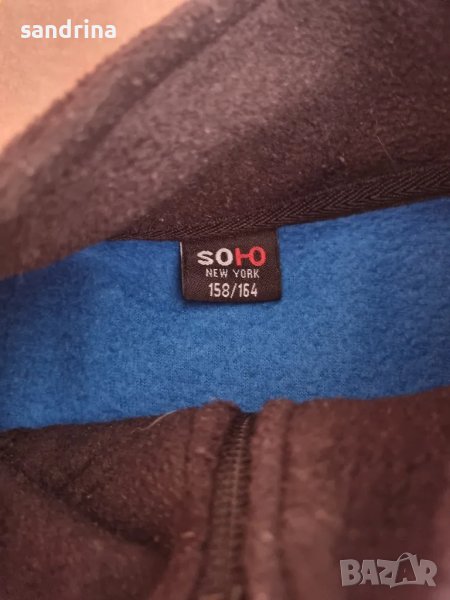 sandrina
SOHO
NEW YORK
158/164
BAZAR